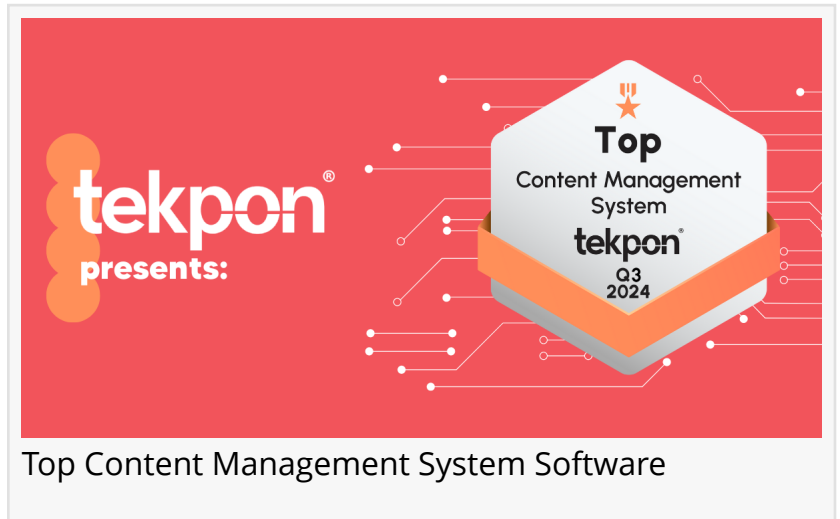 tekpon®
presents:
Top
Content Management
System
tekpon®
Q3
2024
Top Content Management System Software